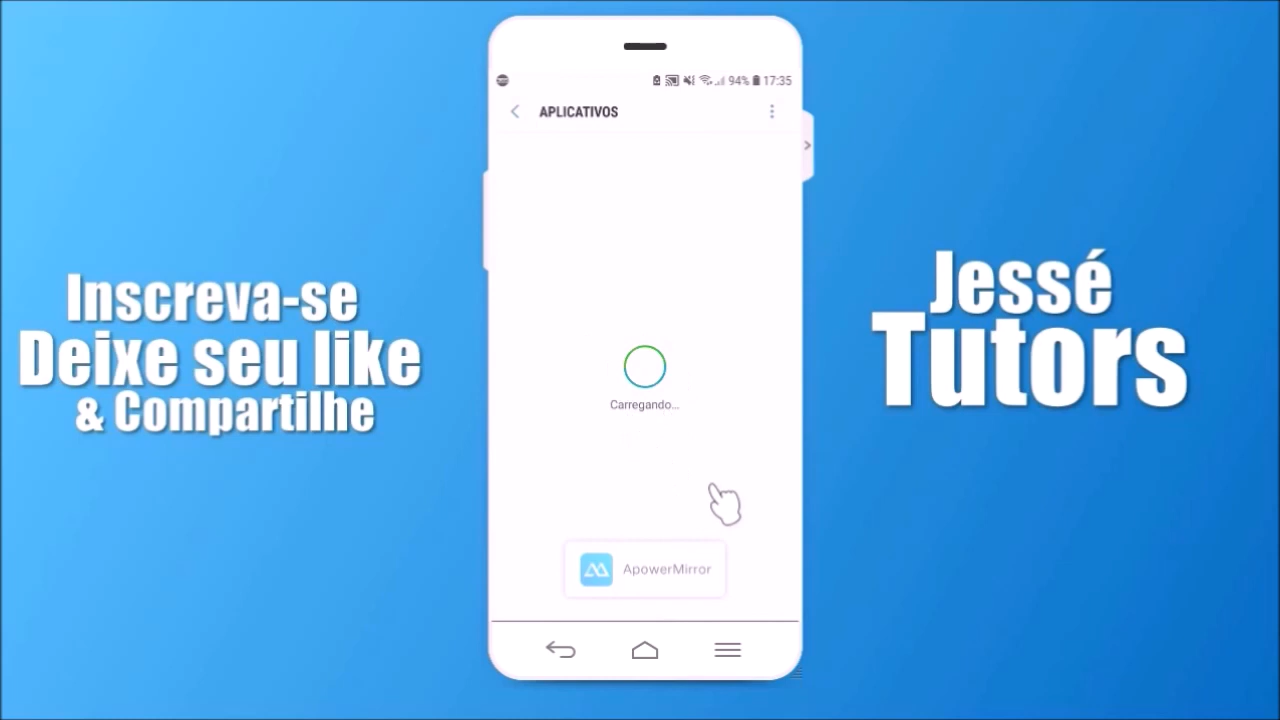 Inscreva-se
Deixe seu like
& Compartilhe
94% 17:35
APLICATIVOS
Carregando...
ApowerMirror
Jessé
Tutors